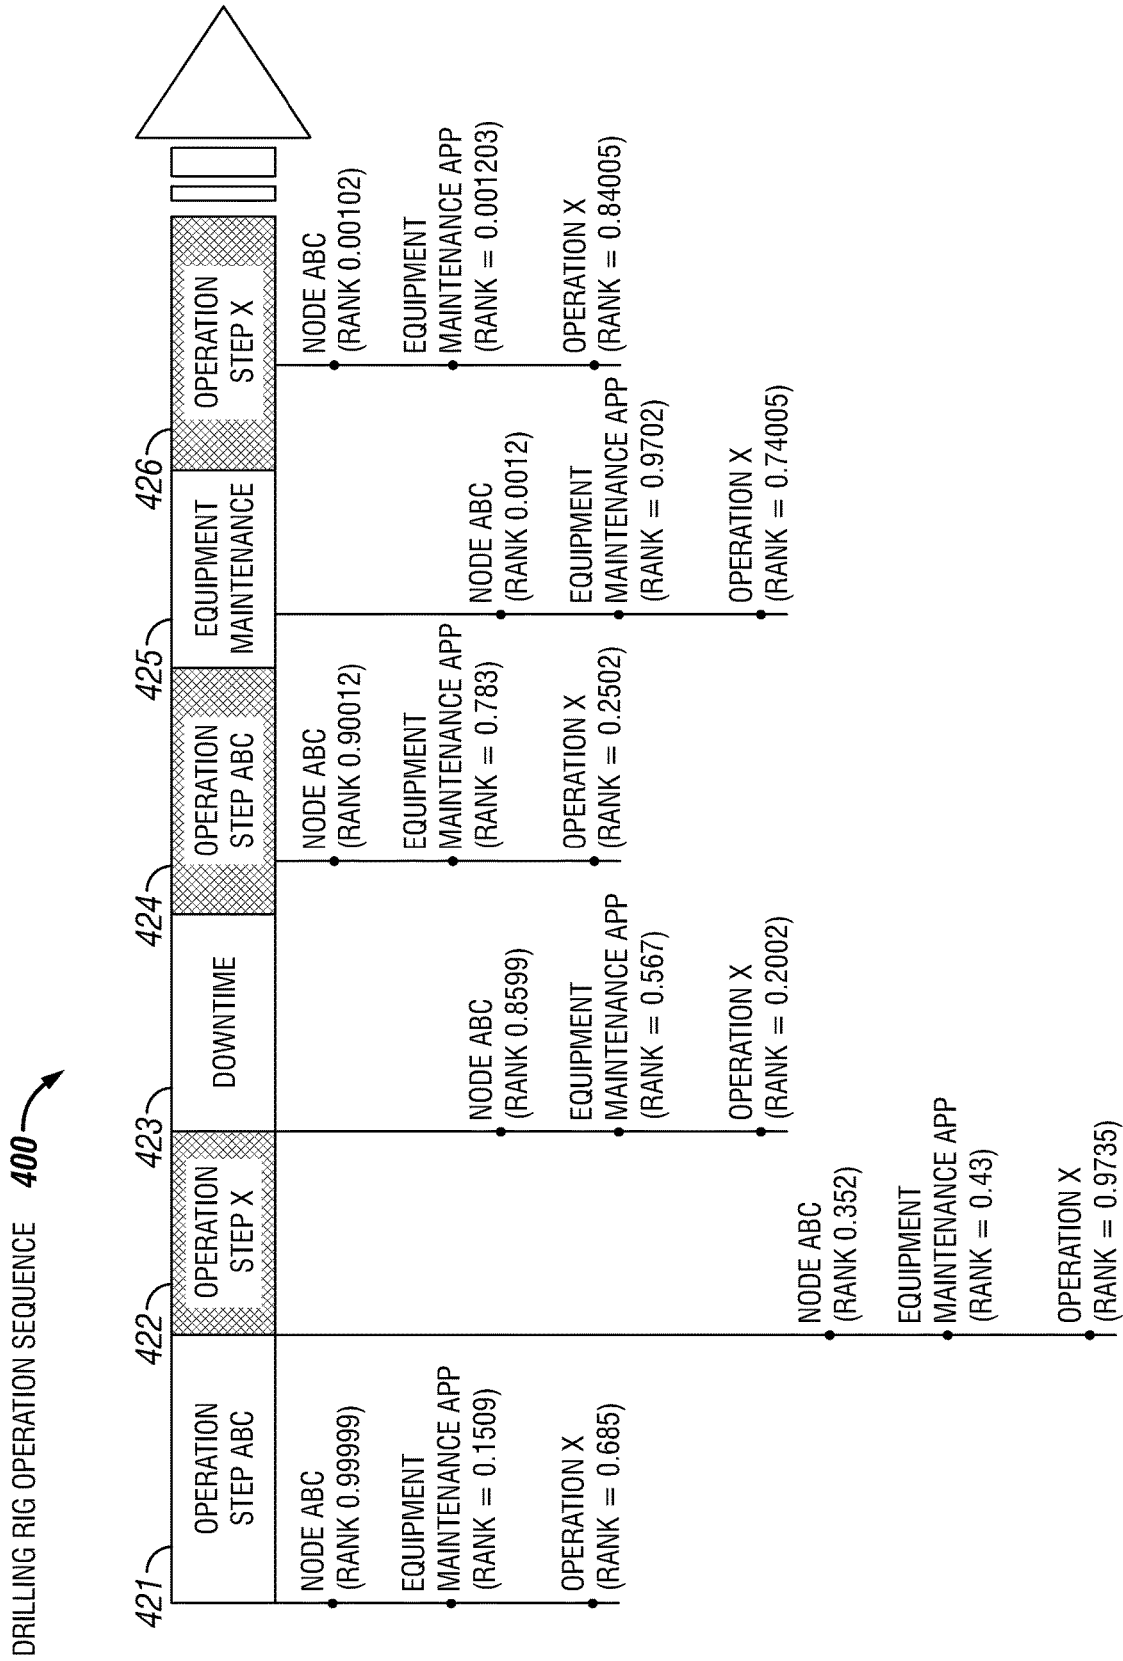 DRILLING RIG OPERATION SEQUENCE 400
421
OPERATION
STEP ABC
NODE ABC
(RANK 0.99999)
EQUIPMENT
MAINTENANCE APP
(RANK = 0.1509)
OPERATION X
(RANK = 0.685)
422
OPERATION
STEP X
NODE ABC
(RANK 0.352)
EQUIPMENT
MAINTENANCE APP
(RANK = 0.43)
OPERATION X
(RANK = 0.9735)
423
DOWNTIME
NODE ABC
(RANK 0.8599)
EQUIPMENT
MAINTENANCE APP
(RANK = 0.567)
OPERATION X
(RANK = 0.2002)
424
OPERATION
STEP ABC
NODE ABC
(RANK 0.90012)
EQUIPMENT
MAINTENANCE APP
(RANK = 0.783)
OPERATION X
(RANK = 0.2502)
425
EQUIPMENT
MAINTENANCE
NODE ABC
(RANK 0.0012)
EQUIPMENT
MAINTENANCE APP
(RANK = 0.9702)
OPERATION X
(RANK = 0.74005)
426
OPERATION
STEP X
NODE ABC
(RANK 0.00102)
EQUIPMENT
MAINTENANCE APP
(RANK = 0.001203)
OPERATION X
(RANK = 0.84005)